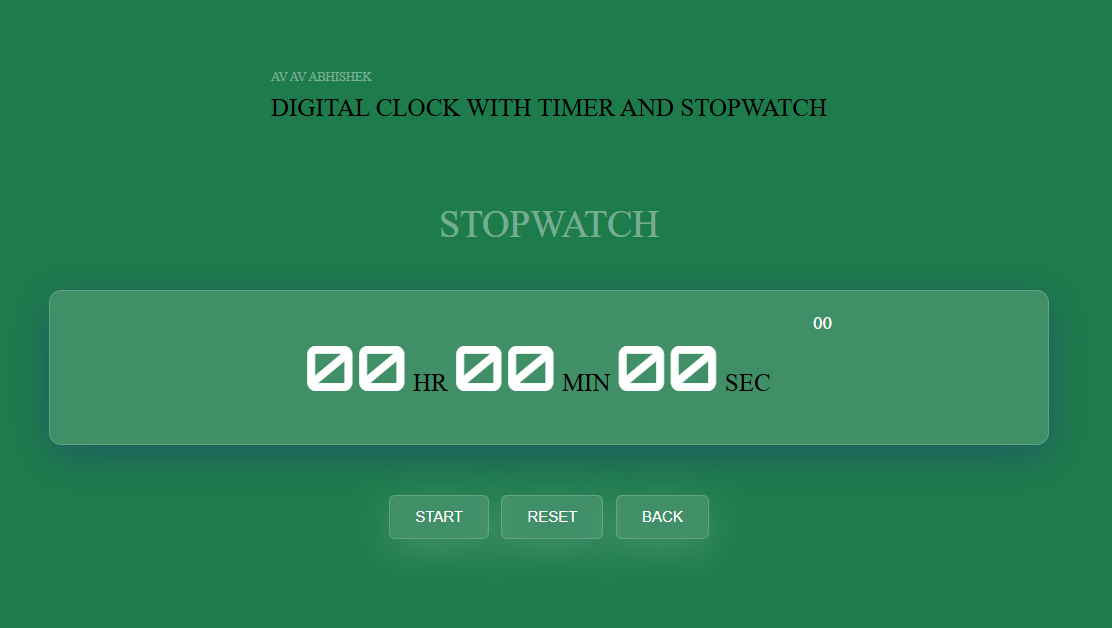 AV AV ABHISHEK
DIGITAL CLOCK WITH TIMER AND STOPWATCH
STOPWATCH
00
00 HR 00 MIN 00 SEC
START RESET BACK